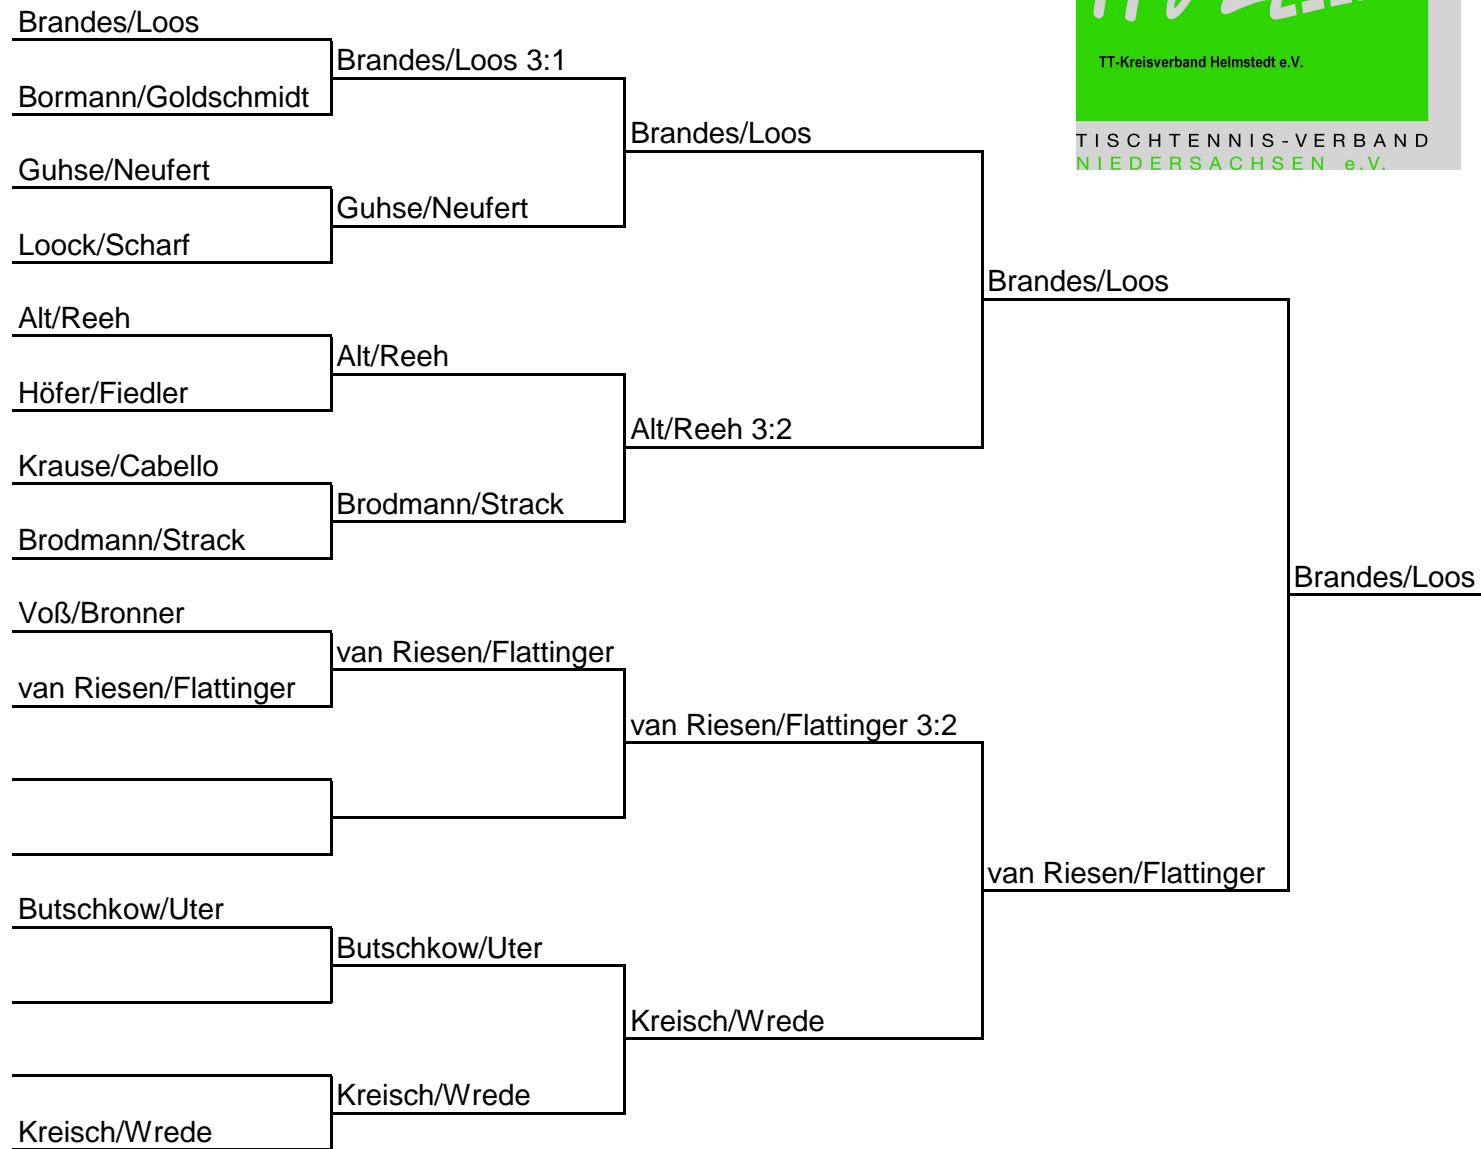 Brandes/Loos
Brandes/Loos 3:1
Bormann/Goldschmidt
Brandes/Loos
Guhse/Neufert
Guhse/Neufert
Loock/Scharf
Brandes/Loos
Alt/Reeh
Alt/Reeh
Höfer/Fiedler
Alt/Reeh 3:2
Krause/Cabello
Brodmann/Strack
Brodmann/Strack
Brandes/Loos
Voß/Bronner
van Riesen/Flattinger
van Riesen/Flattinger
van Riesen/Flattinger 3:2
van Riesen/Flattinger
Butschkow/Uter
Butschkow/Uter
Kreisch/Wrede
Kreisch/Wrede
Kreisch/Wrede
TT-Kreisverband Helmstedt e.V.
TISCHTENNIS-VERBAND
NIEDERSACHSEN e.V.